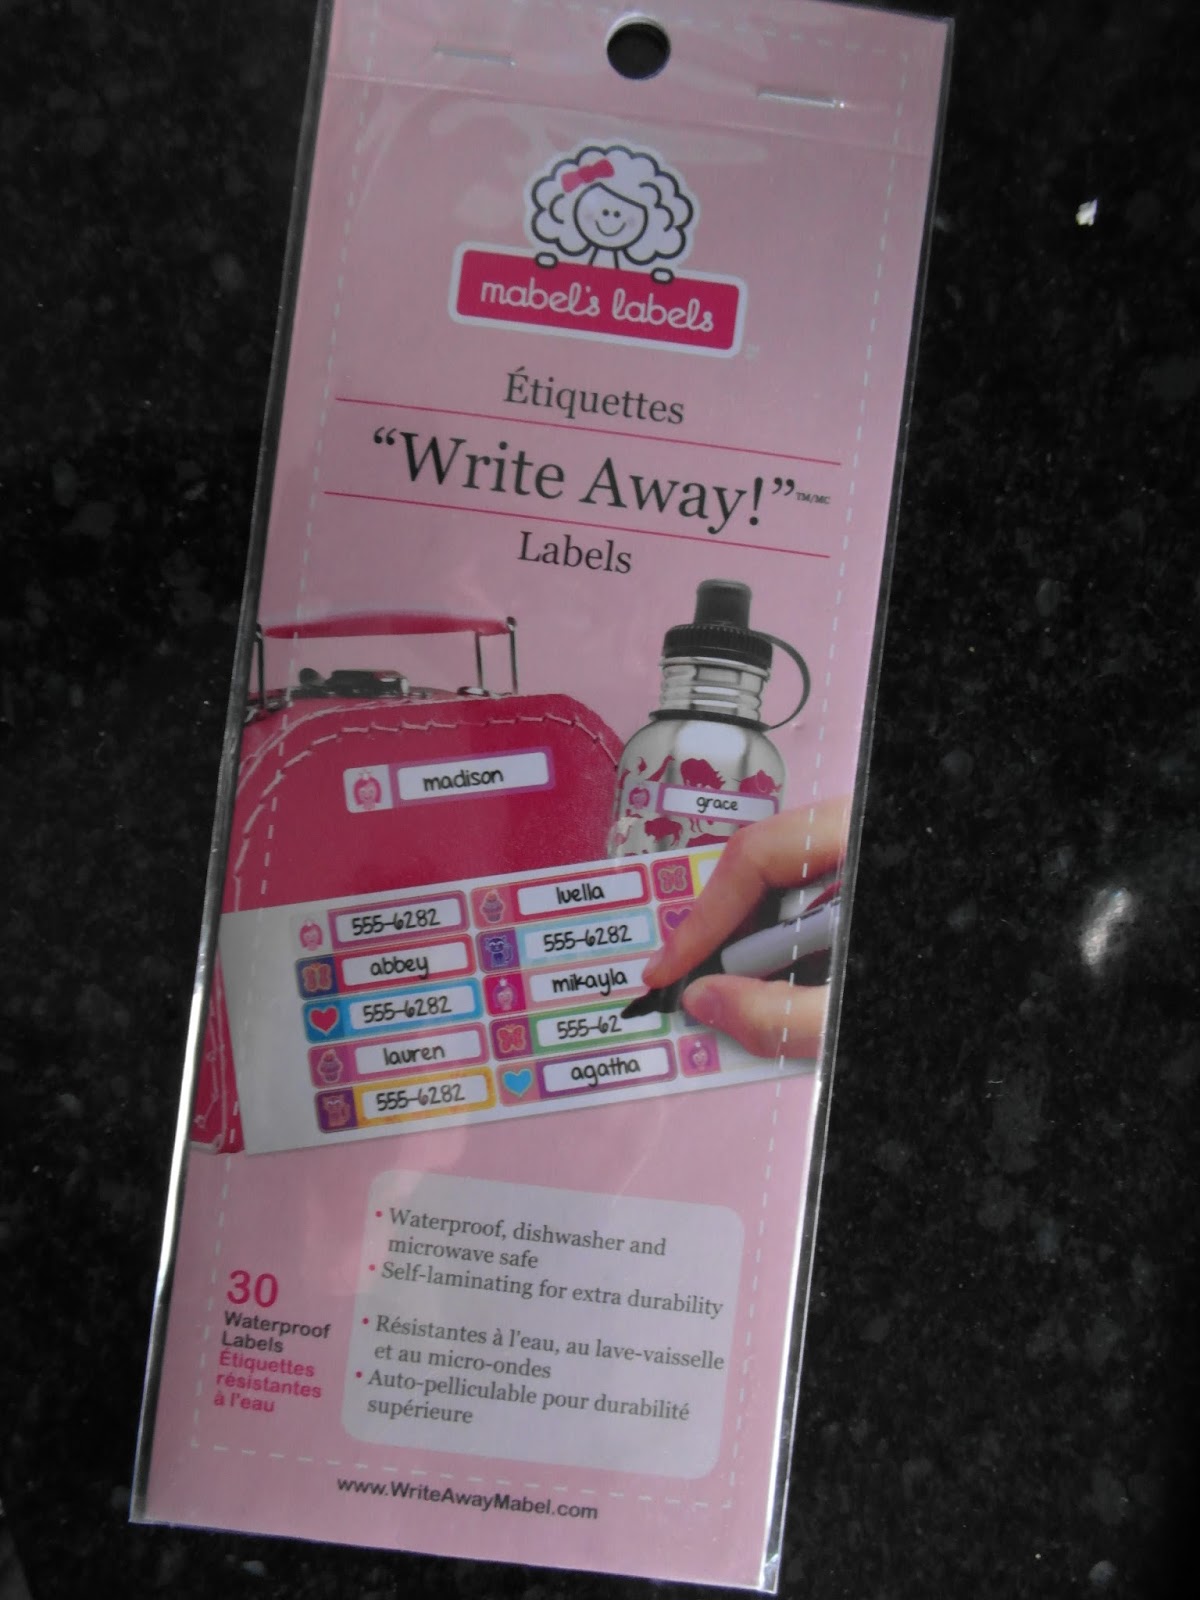 mabel's labels
TM
Étiquettes
"Write Away!" TM/MC
Labels
madison
grace
555-6282
luella
abbey
555-6282
555-6282
mikayla
lauren
555-62
555-6282
agatha
• Waterproof, dishwasher and
microwave safe
• Self-laminating for extra durability
• Résistantes à l'eau, au lave-vaisselle
et au micro-ondes
• Auto-pelliculable pour durabilité
supérieure
30
Waterproof
Labels
Étiquettes
résistantes
à l'eau
www.WriteAwayMabel.com